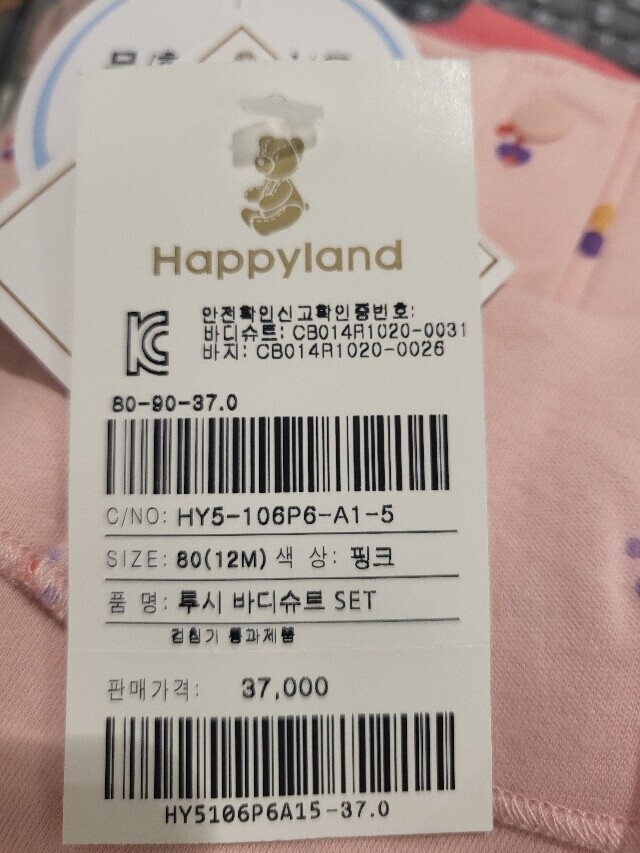 Happyland
안전확인신고확인증번호:
바디슈트: CB014R1020-0031
바지: CB014R1020-0026
80-90-37.0
C/NO: HY5-106P6-A1-5
SIZE: 80(12M) 색 상: 핑크
품 명: 루시 바디슈트 SET
검침기 통과제품
판매가격: 37,000
HY5106P6A15-37.0